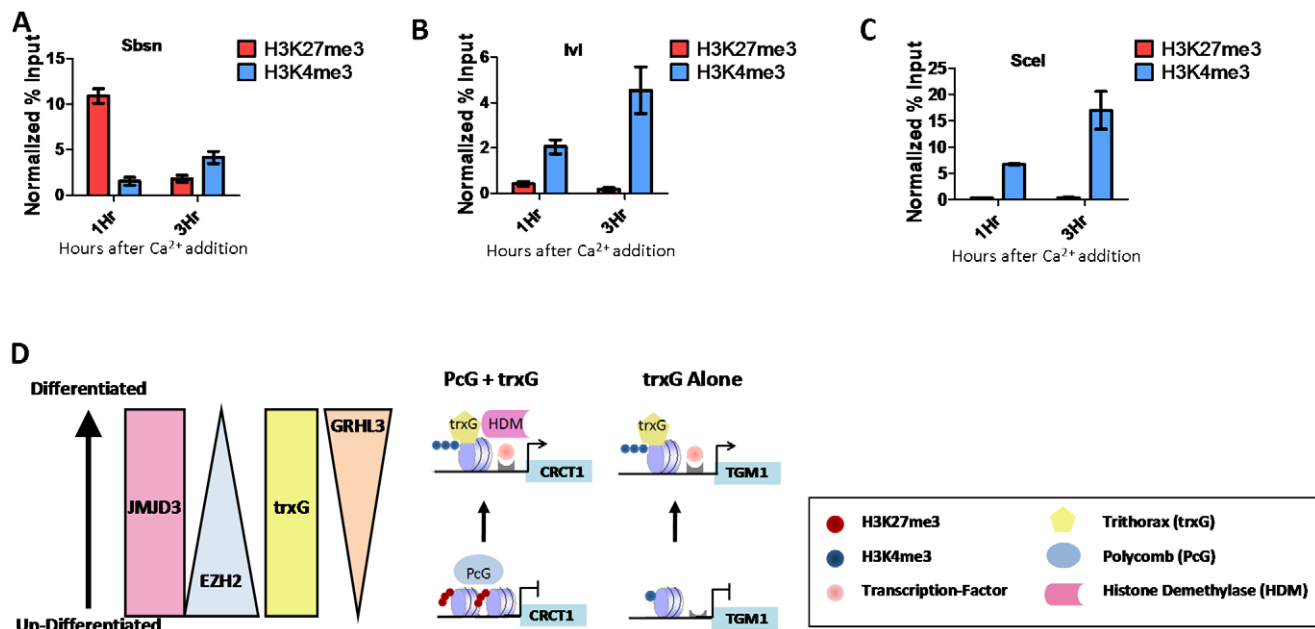 A
Sbsn
H3K27me3
H3K4me3
Normalized % Input
15
10
5
0
1Hr
3Hr
Hours after Ca²⁺ addition
B
Ivl
H3K27me3
H3K4me3
Normalized % Input
6
4
2
0
1Hr
3Hr
Hours after Ca²⁺ addition
C
Scel
H3K27me3
H3K4me3
Normalized % Input
25
20
15
10
5
0
1Hr
3Hr
Hours after Ca²⁺ addition
D
Differentiated
Un-Differentiated
JMJD3
EZH2
trxG
GRHL3
PcG + trxG
trxG
HDM
CRCT1
PcG
CRCT1
trxG Alone
trxG
TGM1
TGM1
H3K27me3
H3K4me3
Transcription-Factor
Trithorax (trxG)
Polycomb (PcG)
Histone Demethylase (HDM)